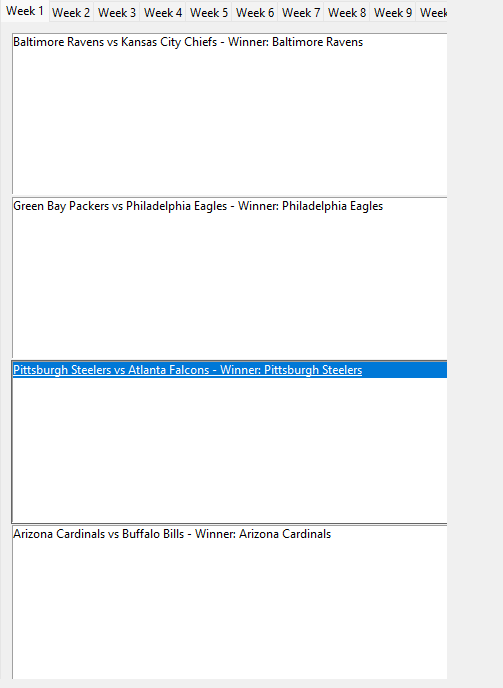 Week 1 Week 2 Week 3 Week 4 Week 5 Week 6 Week 7 Week 8 Week 9 Week
Baltimore Ravens vs Kansas City Chiefs - Winner: Baltimore Ravens
Green Bay Packers vs Philadelphia Eagles - Winner: Philadelphia Eagles
Pittsburgh Steelers vs Atlanta Falcons - Winner: Pittsburgh Steelers
Arizona Cardinals vs Buffalo Bills - Winner: Arizona Cardinals